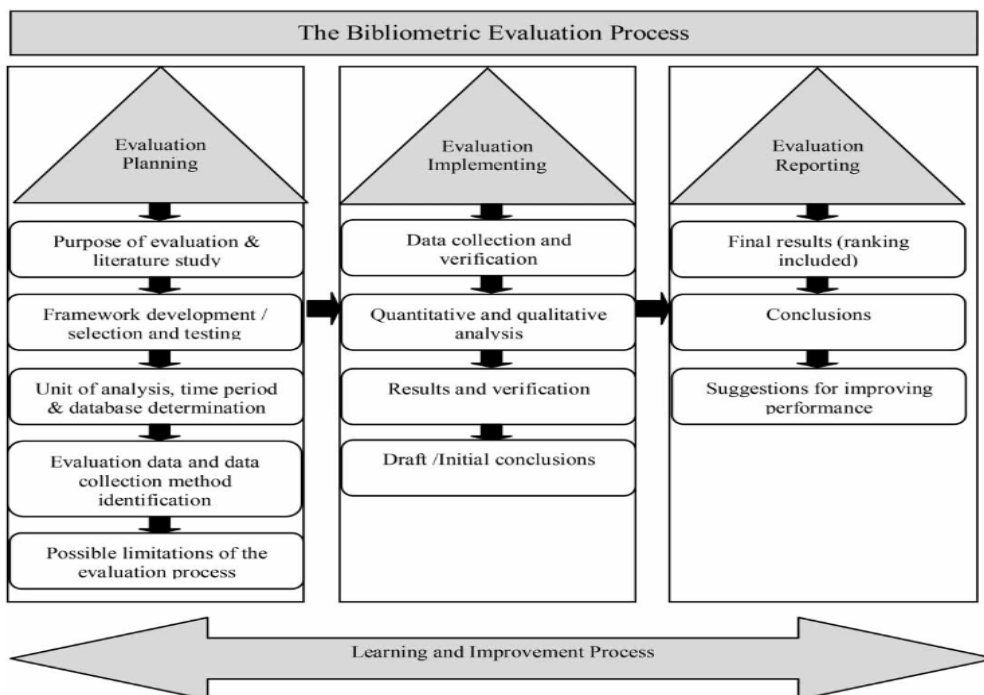 The Bibliometric Evaluation Process
Evaluation
Planning
Purpose of evaluation &
literature study
Framework development /
selection and testing
Unit of analysis, time period
& database determination
Evaluation data and data
collection method
identification
Possible limitations of the
evaluation process
Evaluation
Implementing
Data collection and
verification
Quantitative and qualitative
analysis
Results and verification
Draft /Initial conclusions
Evaluation
Reporting
Final results (ranking
included)
Conclusions
Suggestions for improving
performance
Learning and Improvement Process